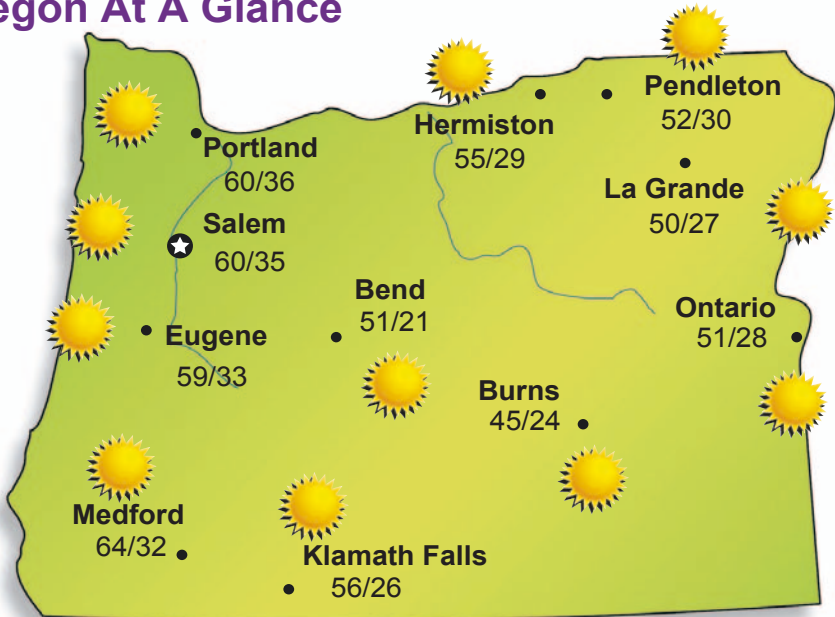 egon At A Glance
Pendleton
52/30
Hermiston
55/29
Portland
60/36
La Grande
50/27
Salem
60/35
Bend
51/21
Ontario
51/28
Eugene
59/33
Burns
45/24
Medford
64/32
Klamath Falls
56/26